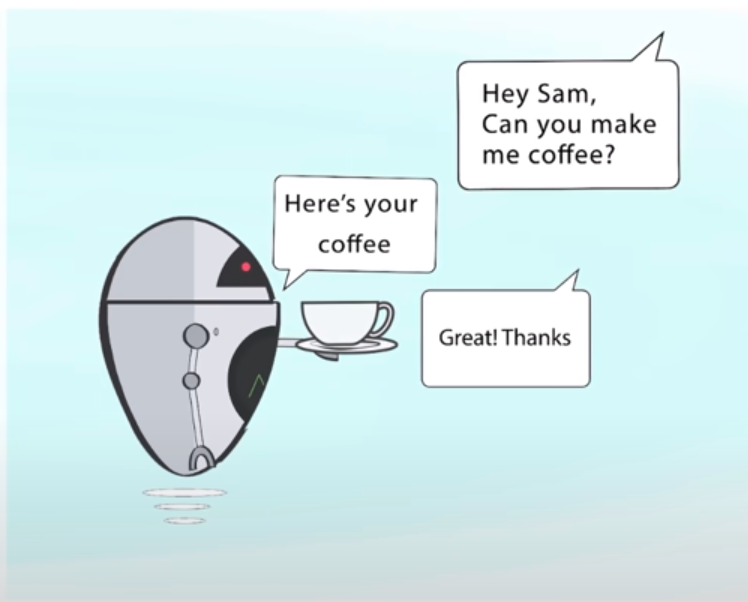 Hey Sam,
Can you make
me coffee?
Here's your
coffee
Great! Thanks